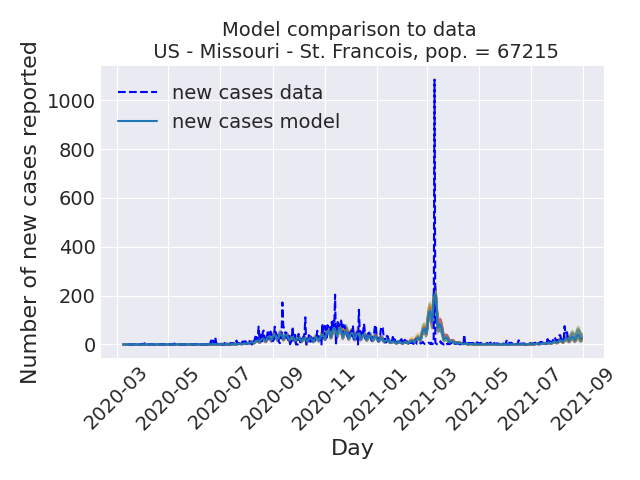 Model comparison to data
US - Missouri - St. Francois, pop. = 67215
new cases data
new cases model
Number of new cases reported
1000
800
600
400
200
0
2020-03
2020-05
2020-07
2020-09
2020-11
2021-01
2021-03
2021-05
2021-07
2021-09
Day